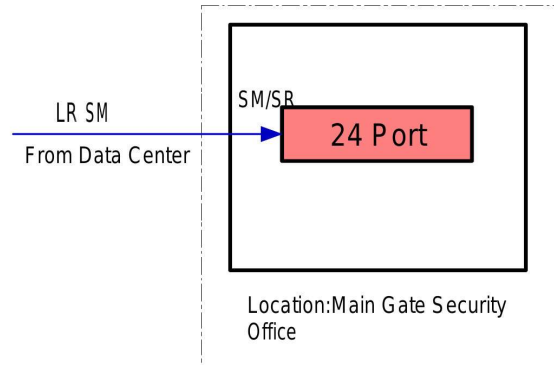 LR SM
SM/SR
24 Port
From Data Center
Location:Main Gate Security
Office